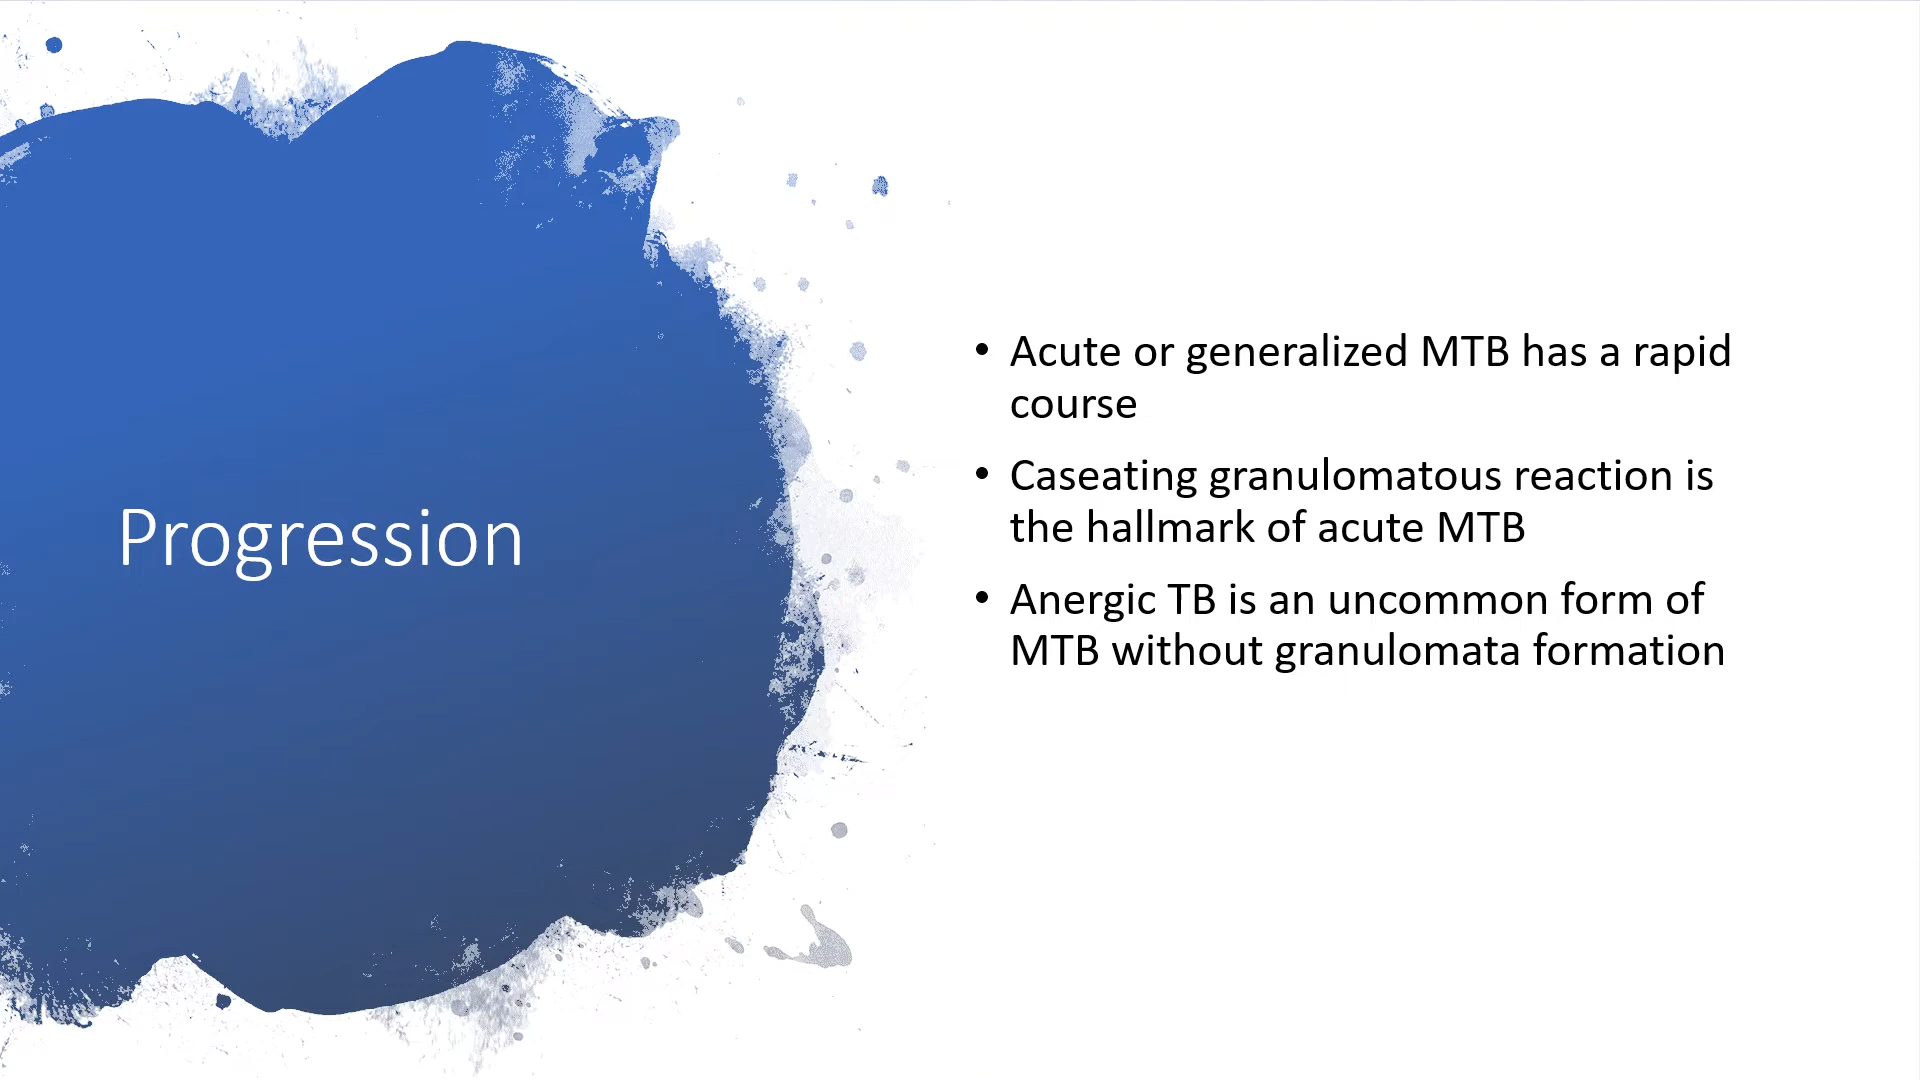 Progression
• Acute or generalized MTB has a rapid
course
• Caseating granulomatous reaction is
the hallmark of acute MTB
• Anergic TB is an uncommon form of
MTB without granulomata formation